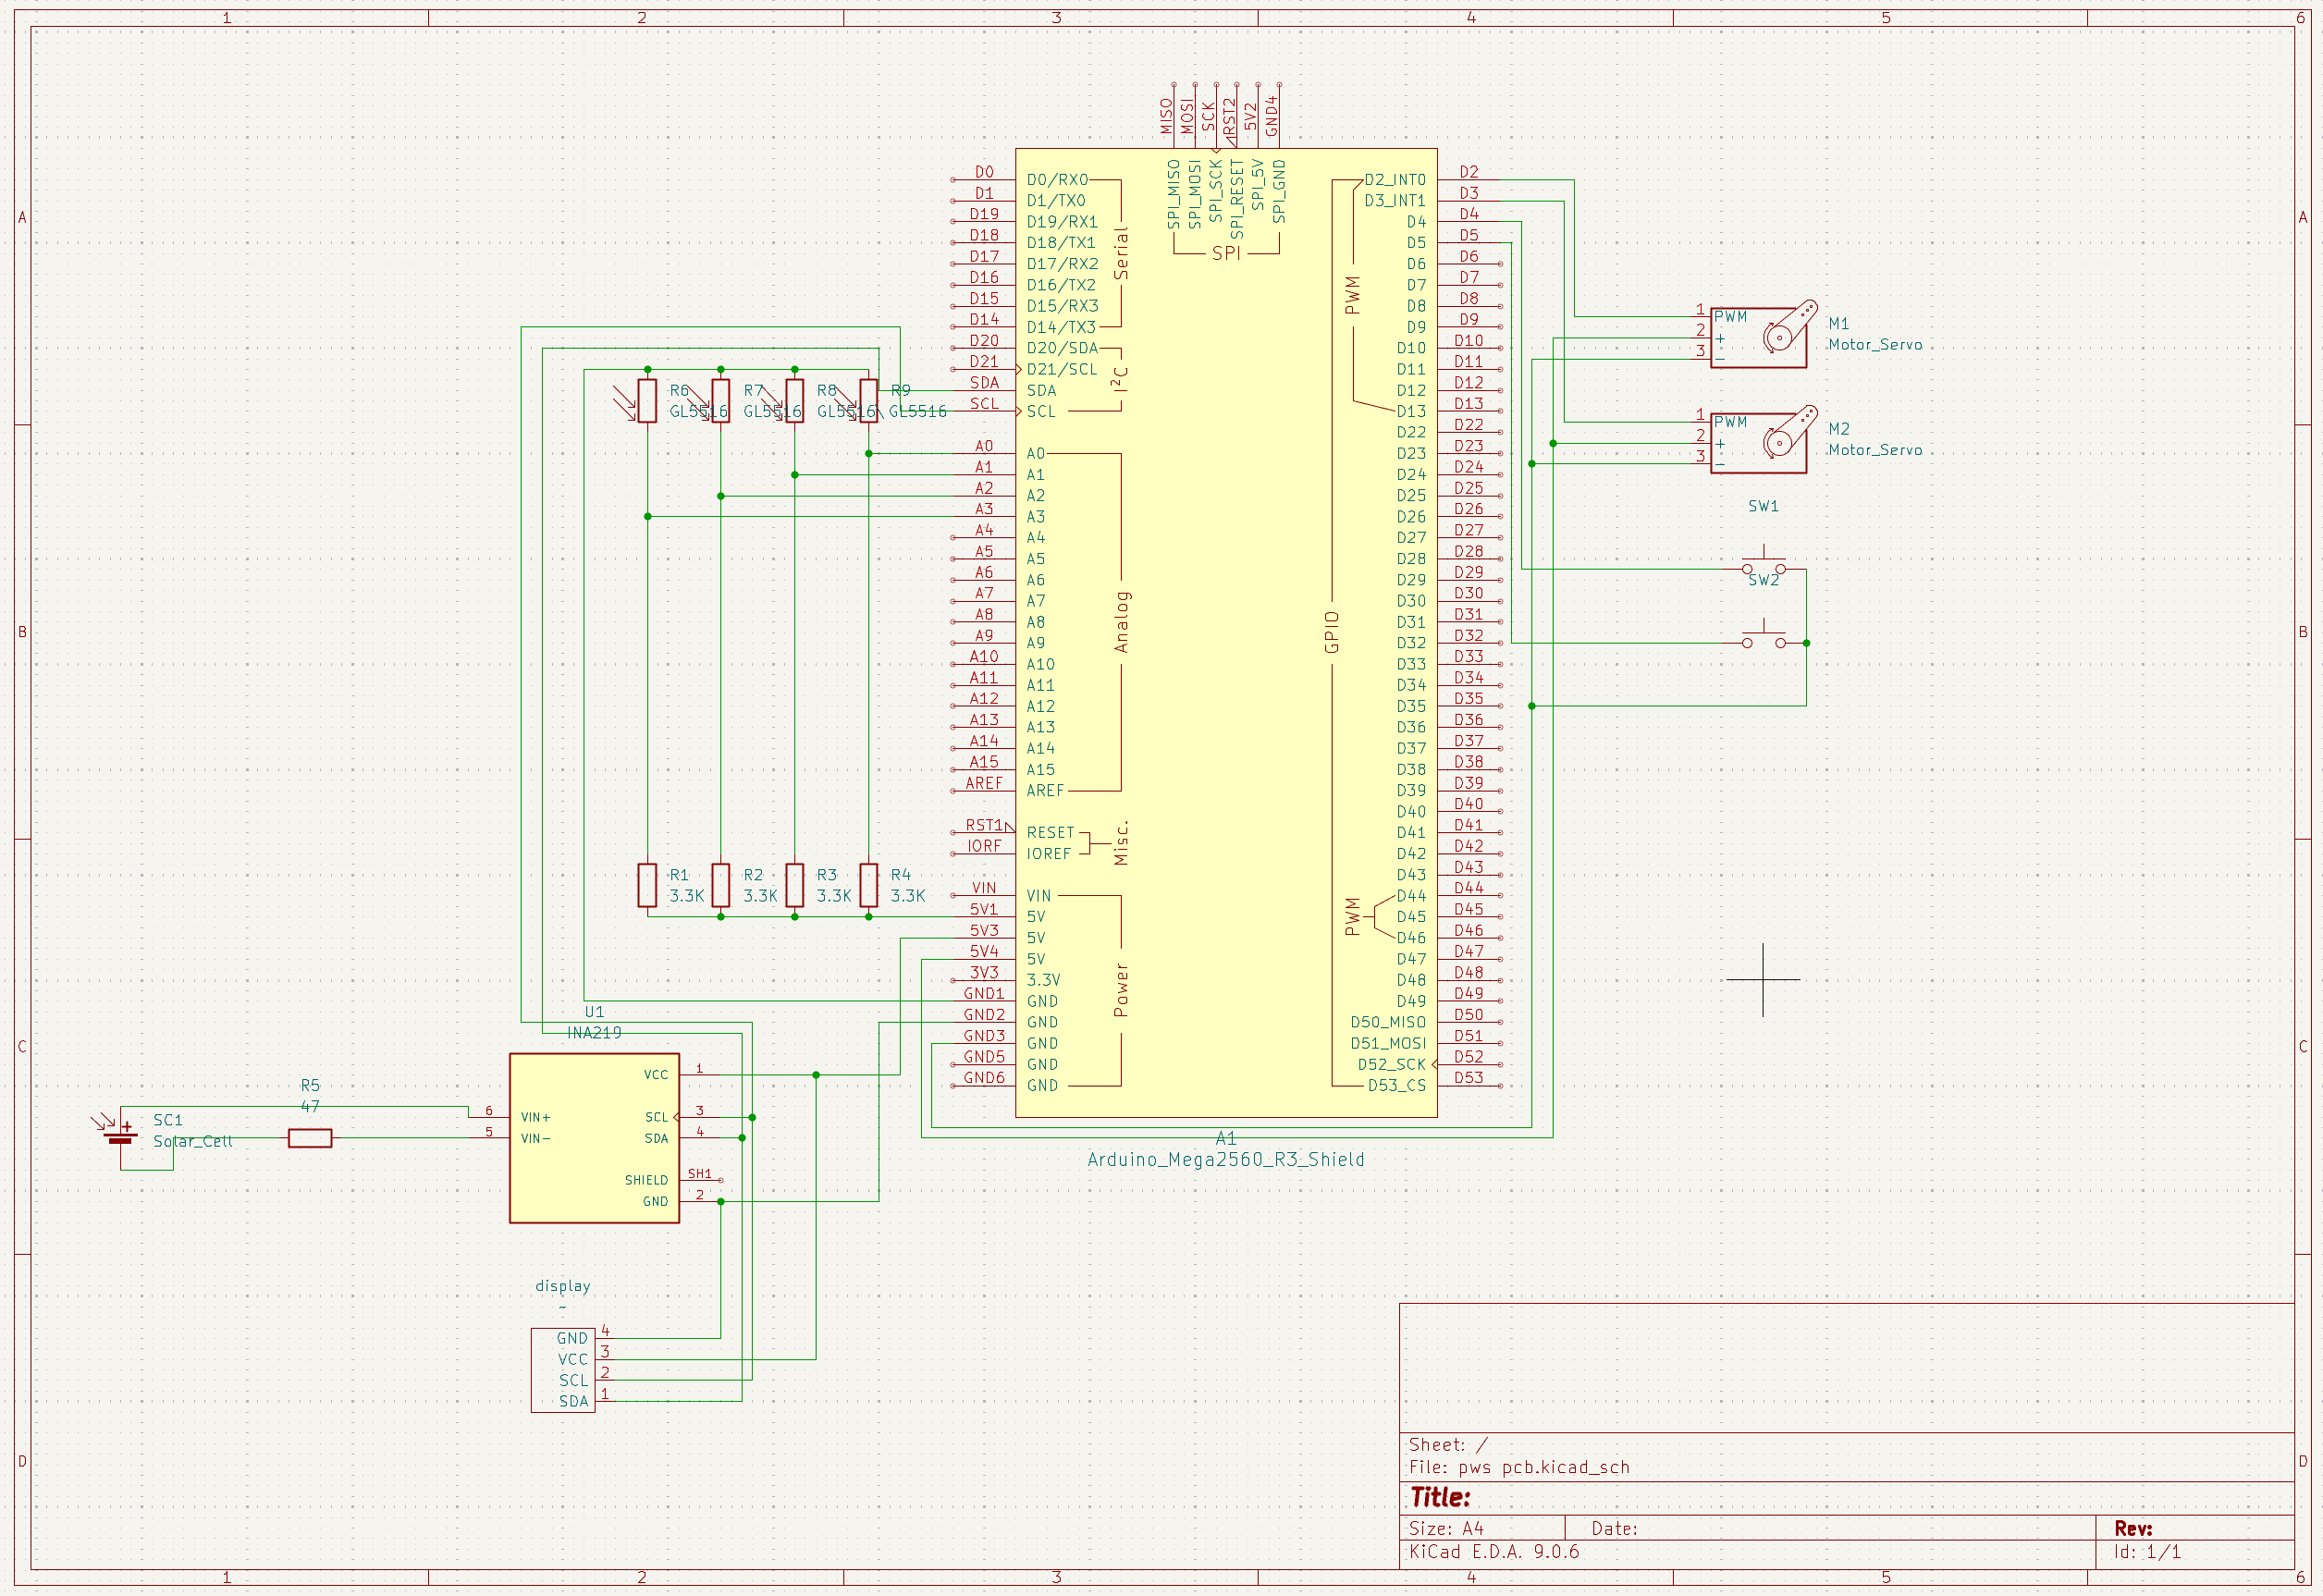 1 2 3 4 5 6
A A
B B
C C
D D
1 2 3 4 5 6
MISO MOSI SCK RST2 5V2 GND4
SPI_MISO SPI_MOSI SPI_SCK SPI_RESET SPI_5V SPI_GND
SPI
D0 D0/RX0
D1 D1/TX0
D19 D19/RX1
D18 D18/TX1
D17 D17/RX2
D16 D16/TX2
D15 D15/RX3
D14 D14/TX3
Serial
D20 D20/SDA
D21 D21/SCL
SDA SDA
SCL SCL
I2C
A0 A0
A1 A1
A2 A2
A3 A3
A4 A4
A5 A5
A6 A6
A7 A7
A8 A8
A9 A9
A10 A10
A11 A11
A12 A12
A13 A13
A14 A14
A15 A15
AREF AREF
Analog
RST1 RESET
IORF IOREF
Misc.
VIN VIN
5V1 5V
5V3 5V
5V4 5V
3V3 3.3V
GND1 GND
GND2 GND
GND3 GND
GND5 GND
GND6 GND
Power
D2_INT0 D2
D3_INT1 D3
D4 D4
D5 D5
D6 D6
D7 D7
D8 D8
D9 D9
D10 D10
D11 D11
D12 D12
D13 D13
PWM
D22 D22
D23 D23
D24 D24
D25 D25
D26 D26
D27 D27
D28 D28
D29 D29
D30 D30
D31 D31
D32 D32
D33 D33
D34 D34
D35 D35
D36 D36
D37 D37
D38 D38
D39 D39
D40 D40
D41 D41
D42 D42
D43 D43
D44 D44
D45 D45
D46 D46
PWM
D47 D47
D48 D48
D49 D49
D50_MISO D50
D51_MOSI D51
D52_SCK D52
D53_CS D53
GPIO
A1
Arduino_Mega2560_R3_Shield
R6 R7 R8 R9
GL5516 GL5516 GL5516 GL5516
R1 R2 R3 R4
3.3K 3.3K 3.3K 3.3K
1 PWM
2 +
3 −
M1
Motor_Servo
1 PWM
2 +
3 −
M2
Motor_Servo
SW1
SW2
U1
INA219
VCC 1
6 VIN+ SCL 3
5 VIN− SDA 4
SHIELD SH1
GND 2
R5
47
SC1
Solar_Cell
+
display
~
GND 4
VCC 3
SCL 2
SDA 1
Sheet: /
File: pws pcb.kicad_sch
Title:
Size: A4 Date: Rev:
KiCad E.D.A. 9.0.6 Id: 1/1